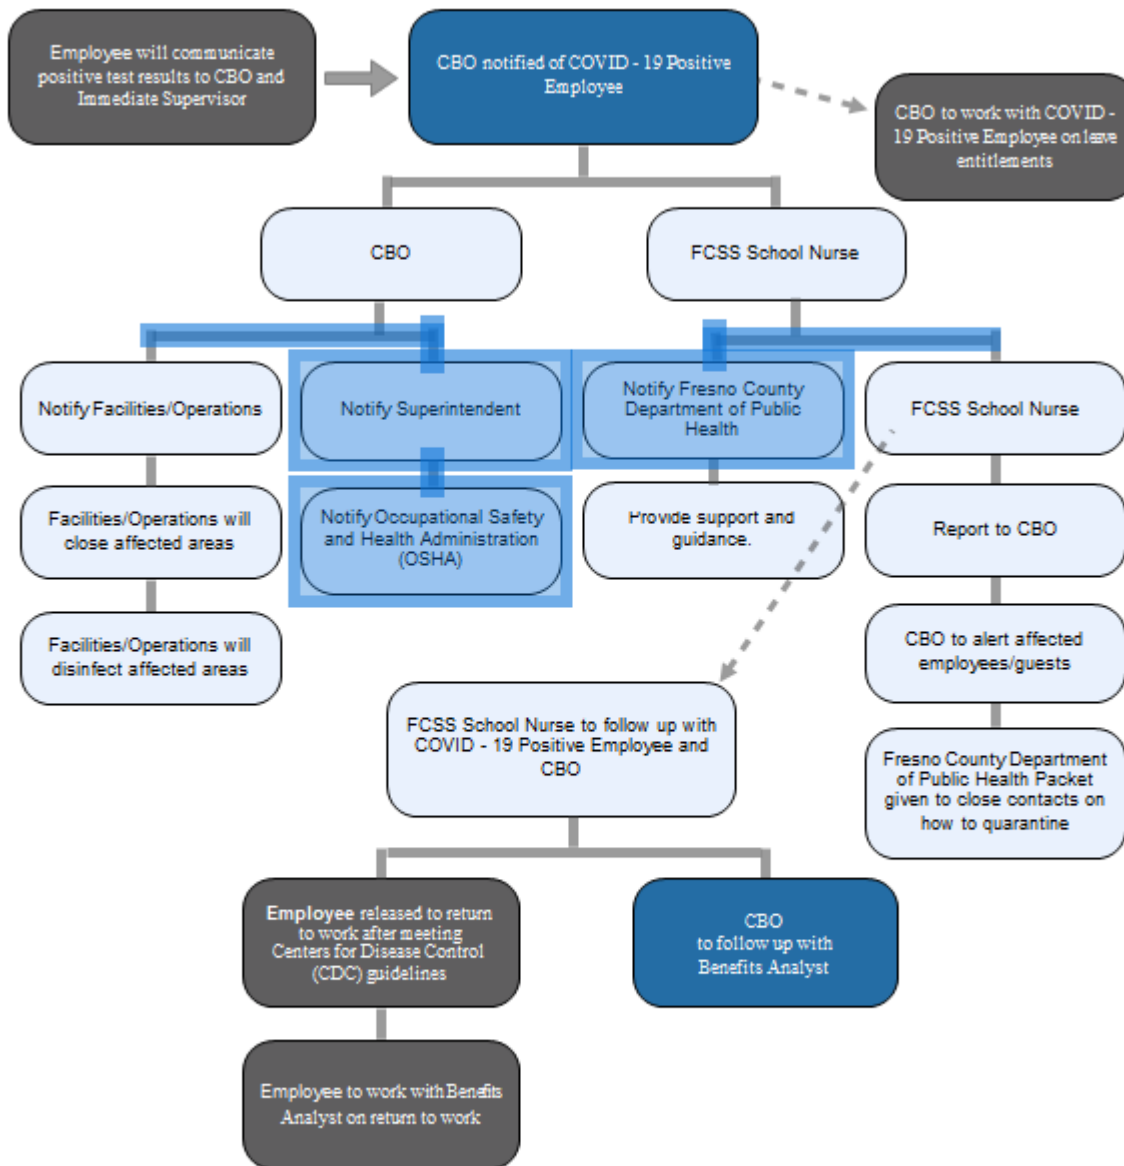 Employee will communicate
positive test results to CBO and
Immediate Supervisor
CBO notified of COVID - 19 Positive
Employee
CBO to work with COVID -
19 Positive Employee on leave
entitlements
CBO
FCSS School Nurse
Notify Facilities/Operations
Notify Superintendent
Notify Fresno County
Department of Public
Health
FCSS School Nurse
Facilities/Operations will
close affected areas
Notify Occupational Safety
and Health Administration
(OSHA)
Provide support and
guidance.
Report to CBO
Facilities/Operations will
disinfect affected areas
CBO to alert affected
employees/guests
FCSS School Nurse to follow up with
COVID - 19 Positive Employee and
CBO
Fresno County Department
of Public Health Packet
given to close contacts on
how to quarantine
Employee released to return
to work after meeting
Centers for Disease Control
(CDC) guidelines
CBO
to follow up with
Benefits Analyst
Employee to work with Benefits
Analyst on return to work